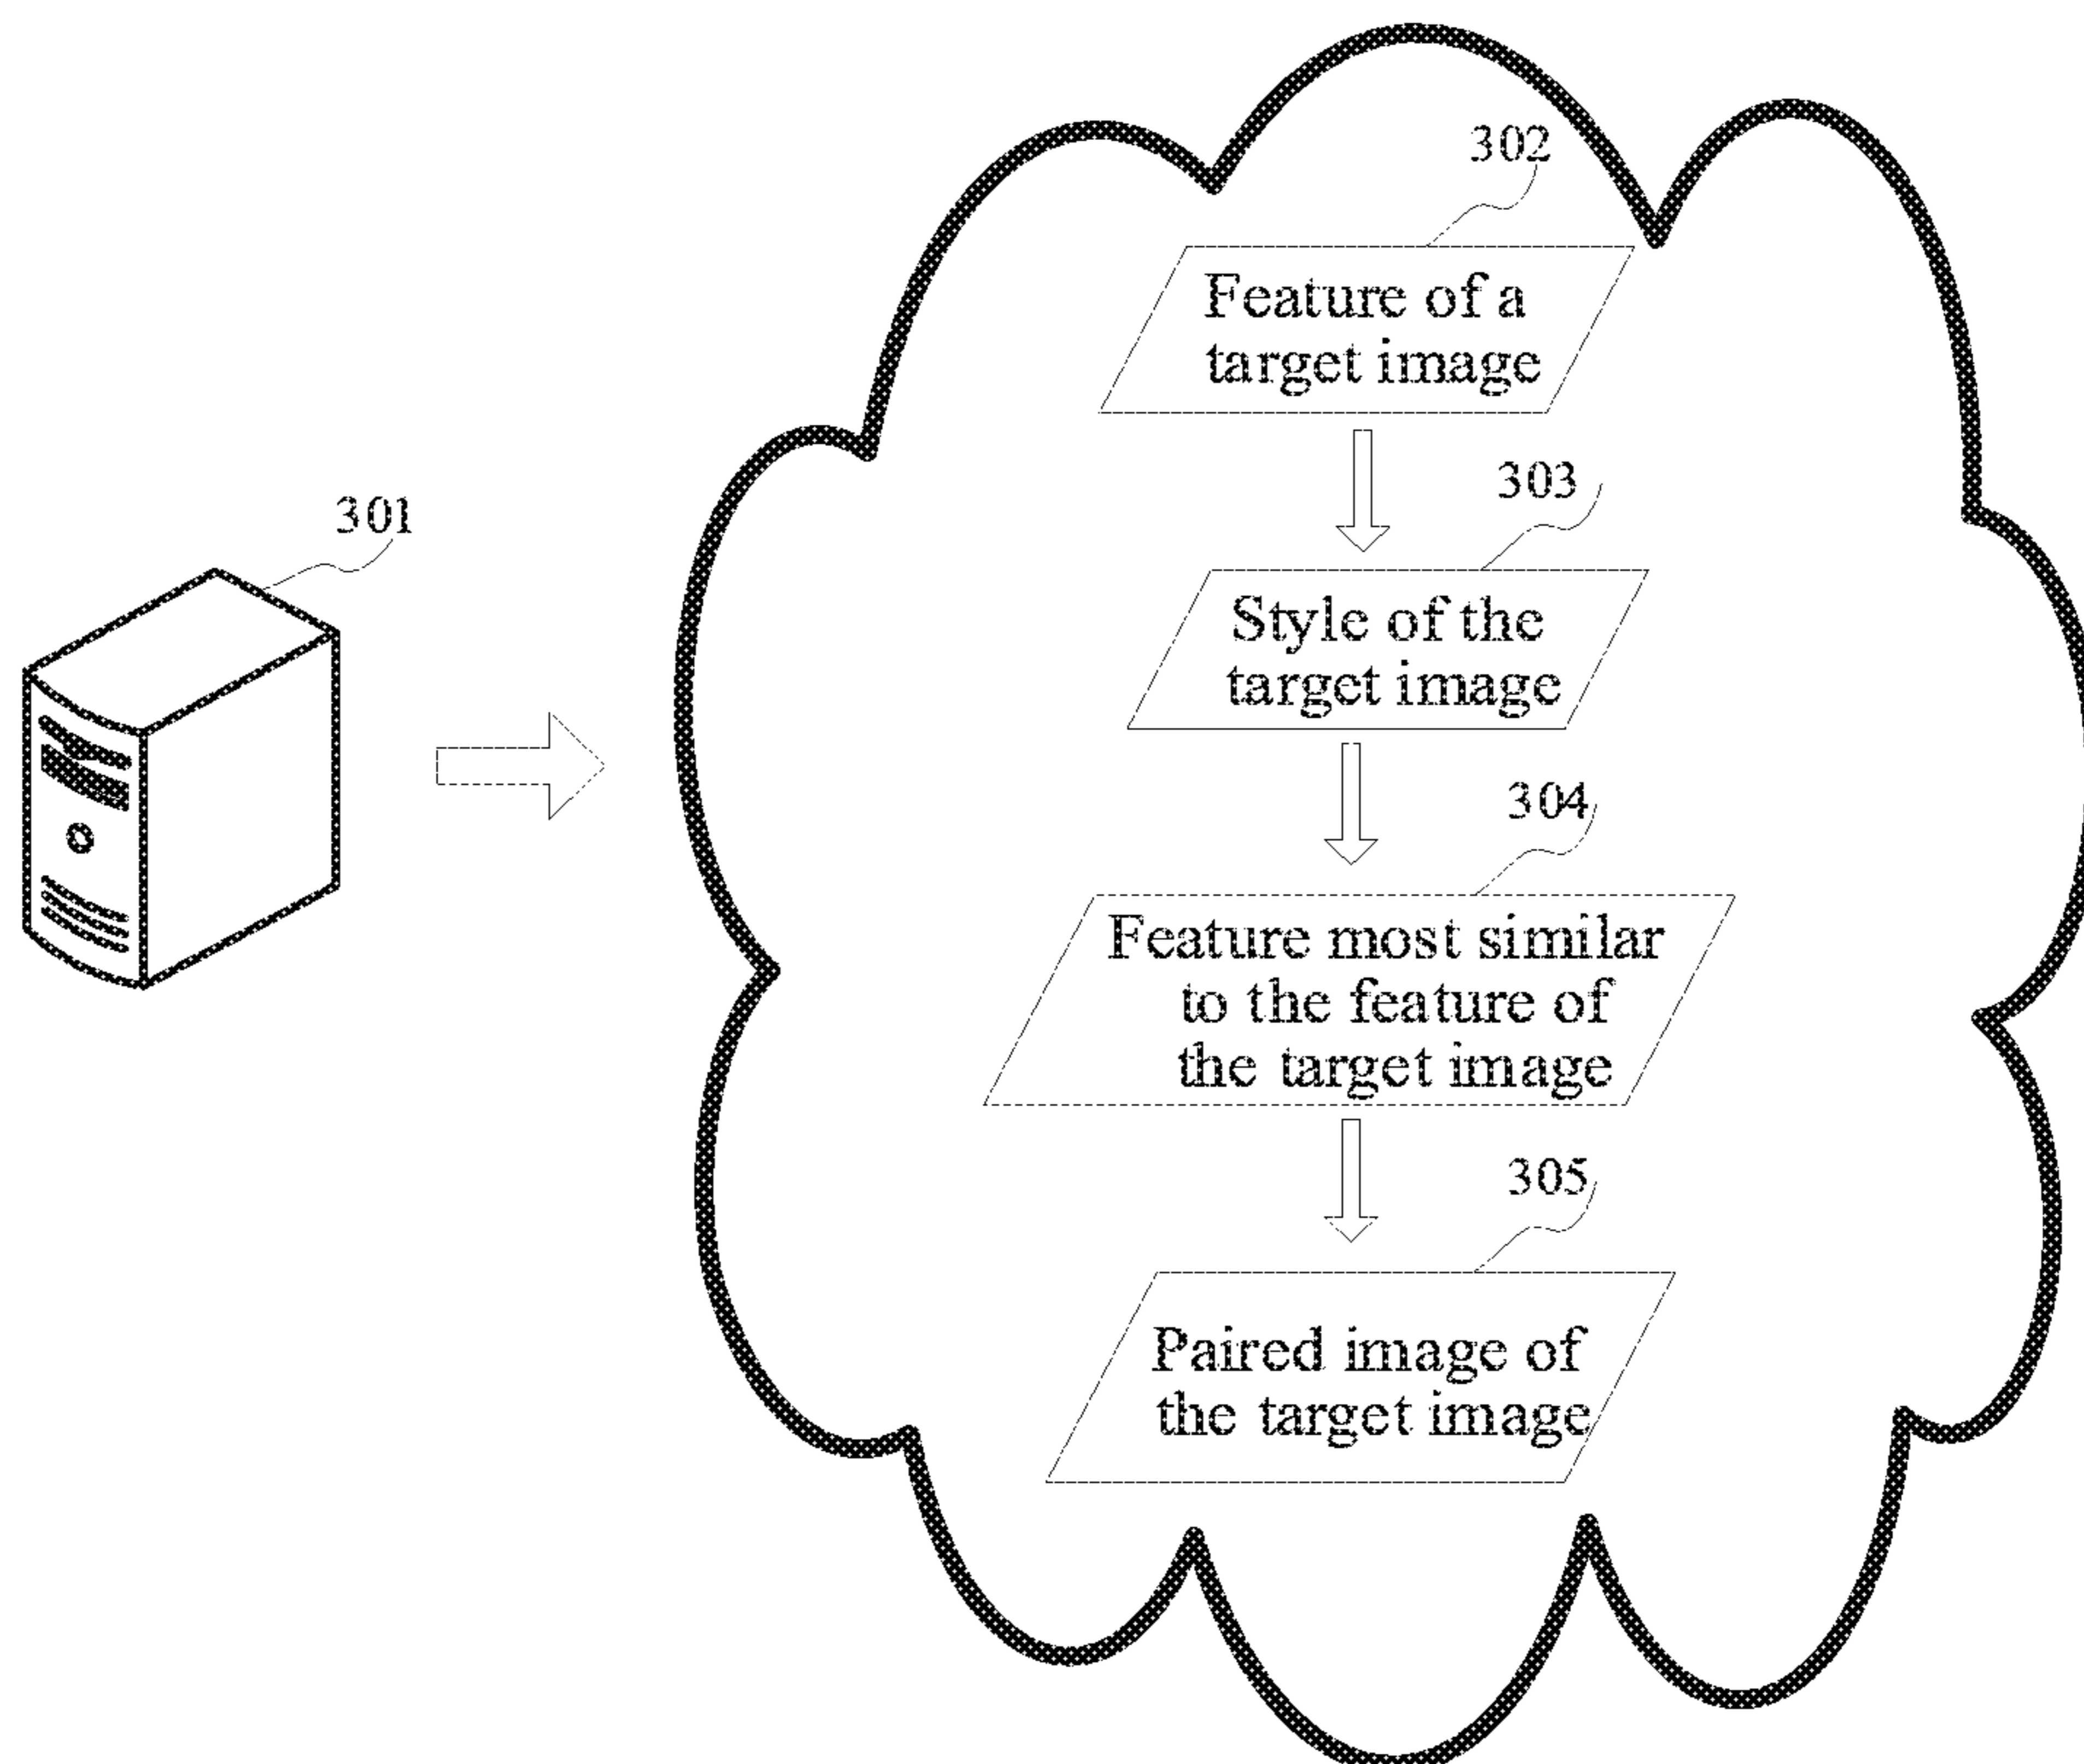 302
Feature of a
target image
303
Style of the
target image
301
304
Feature most similar
to the feature of
the target image
305
Paired image of
the target image